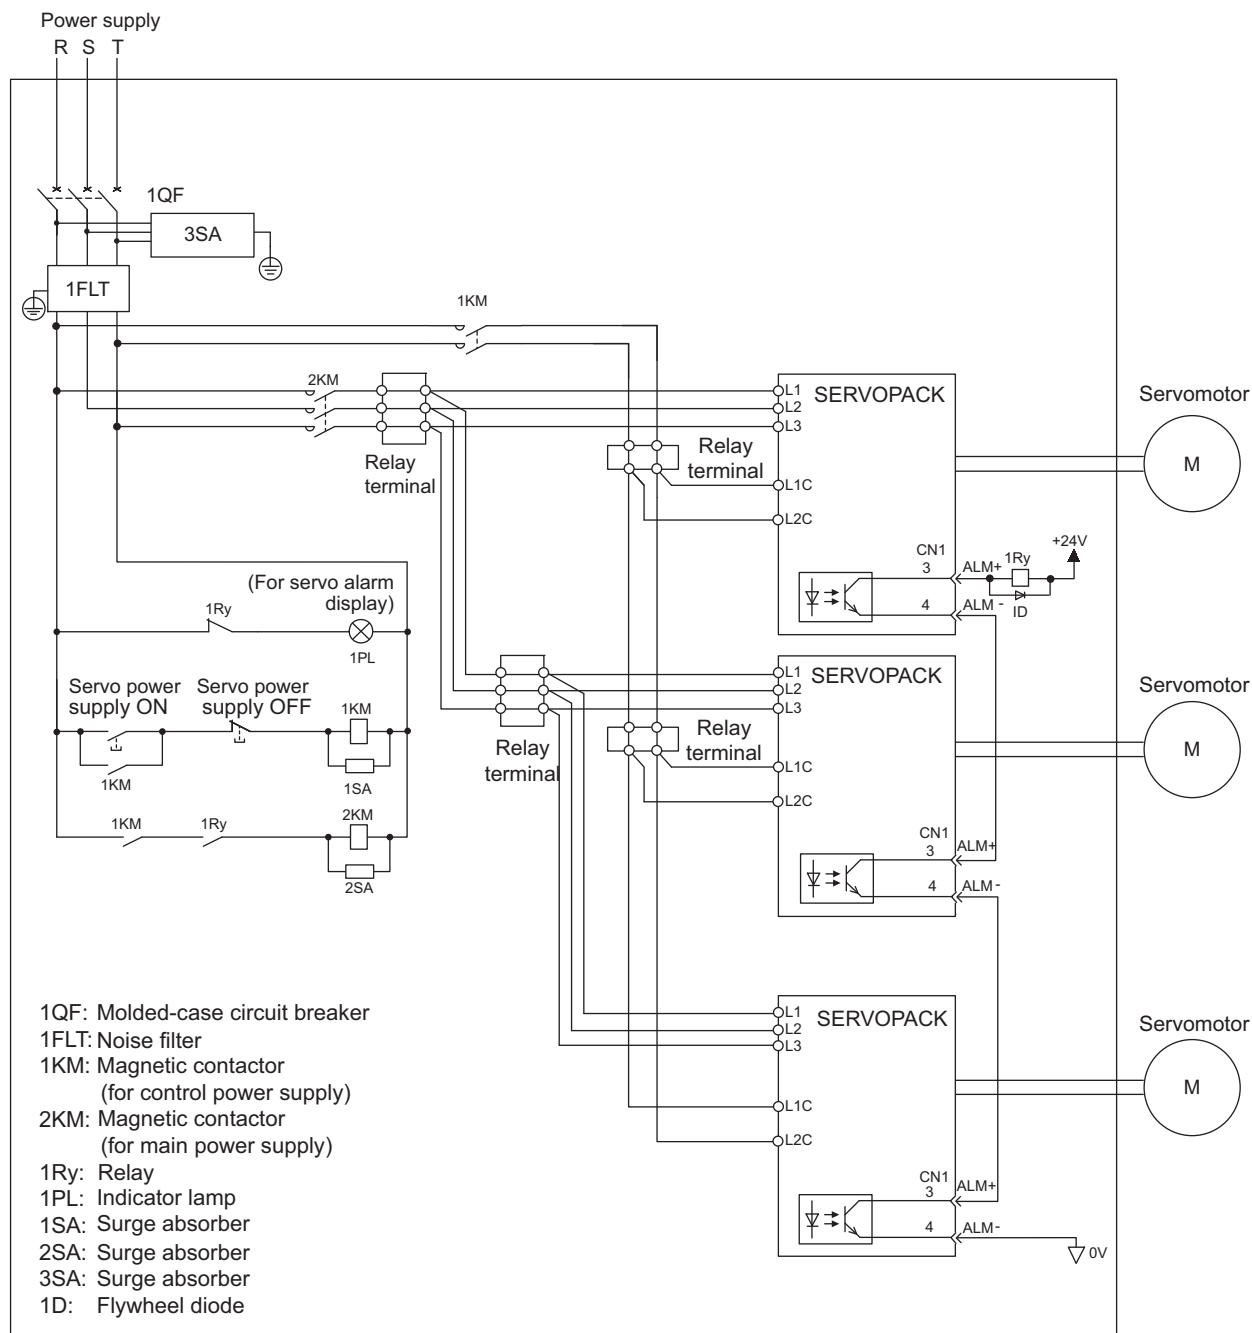 Power supply
R S T
1QF
3SA
1FLT
1KM
2KM
Relay
terminal
Relay
terminal
L1
L2
L3
SERVOPACK
L1C
L2C
Servomotor
M
CN1
3
4
ALM+
ALM -
1Ry
+24V
ID
(For servo alarm
display)
1Ry
1PL
Servo power
supply ON
Servo power
supply OFF
1KM
1KM
1SA
1KM
1Ry
2KM
2SA
Relay
terminal
Relay
terminal
L1
L2
L3
SERVOPACK
L1C
L2C
Servomotor
M
CN1
3
4
ALM+
ALM -
L1
L2
L3
SERVOPACK
L1C
L2C
Servomotor
M
CN1
3
4
ALM+
ALM-
0V
1QF: Molded-case circuit breaker
1FLT: Noise filter
1KM: Magnetic contactor
(for control power supply)
2KM: Magnetic contactor
(for main power supply)
1Ry: Relay
1PL: Indicator lamp
1SA: Surge absorber
2SA: Surge absorber
3SA: Surge absorber
1D: Flywheel diode